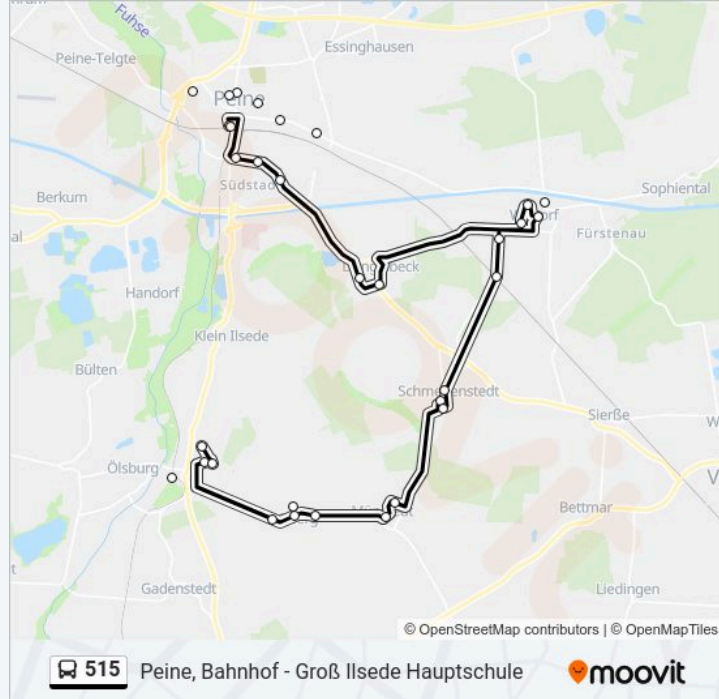 Fuhse
Essinghausen
Peine-Telgte
Peine
Südstadt
Sophiental
Berkum
Fürstenau
Handorf
Klein Ilsede
Bülten
Sierße
Ölsburg
Bettmar
Gadenstedt
Liedingen
© OpenStreetMap contributors | © OpenMapTiles
515 Peine, Bahnhof - Groß Ilsede Hauptschule
moovit